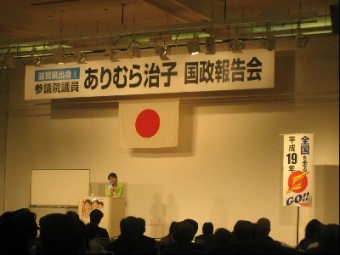 滋賀県出身！
参議院議員
ありむら治子 国政報告会
全国
平成19年
GO!!